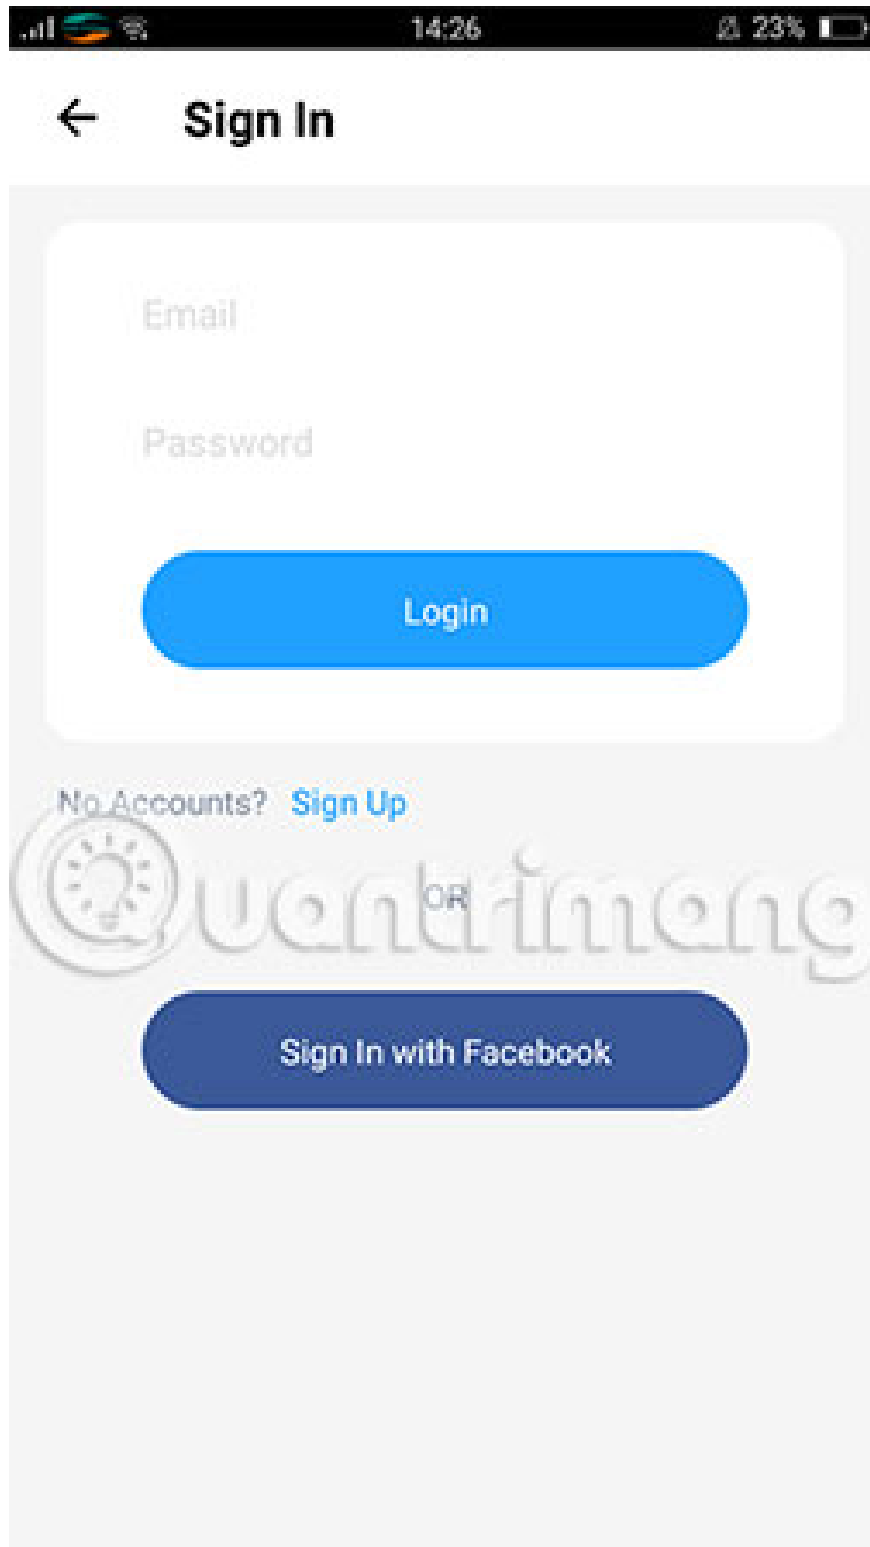 14:26
23%
Sign In
Email
Password
Login
No Accounts? Sign Up
OR
Quantrimang
Sign In with Facebook